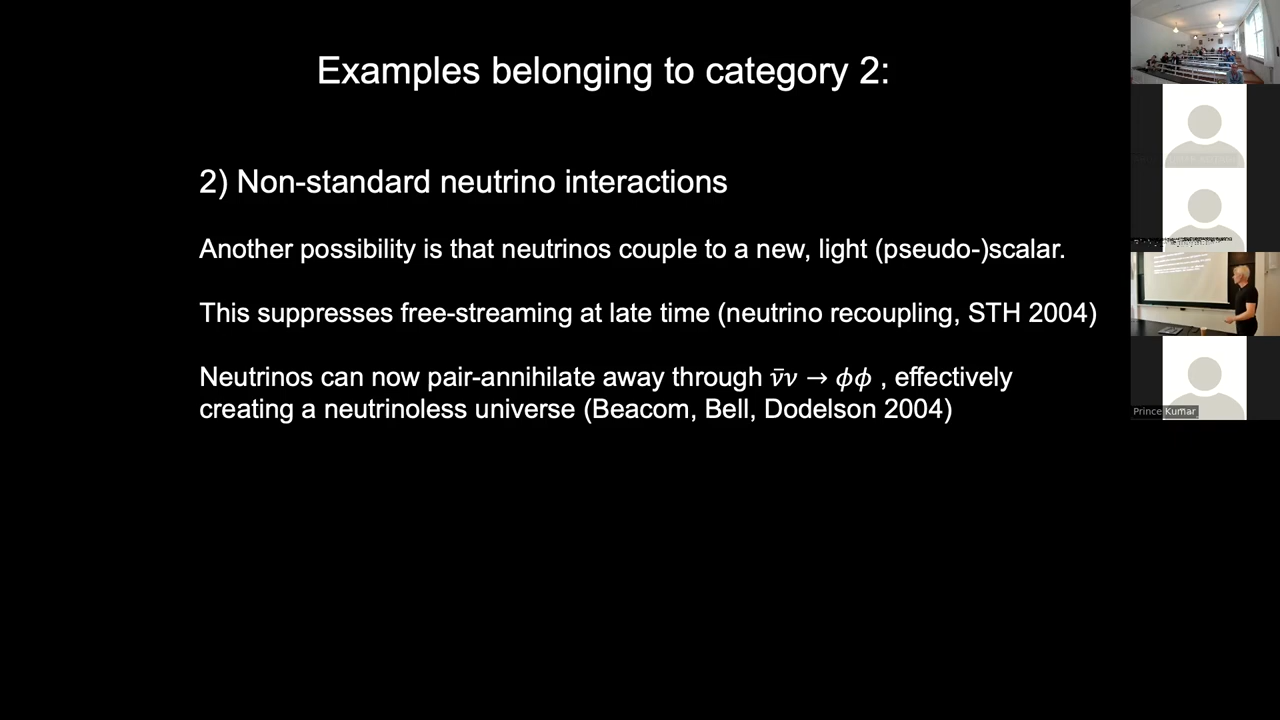 Examples belonging to category 2:
2) Non-standard neutrino interactions
Another possibility is that neutrinos couple to a new, light (pseudo-)scalar.
This suppresses free-streaming at late time (neutrino recoupling, STH 2004)
Neutrinos can now pair-annihilate away through ν̄ν → ϕϕ , effectively
creating a neutrinoless universe (Beacom, Bell, Dodelson 2004)
Prince Kumar